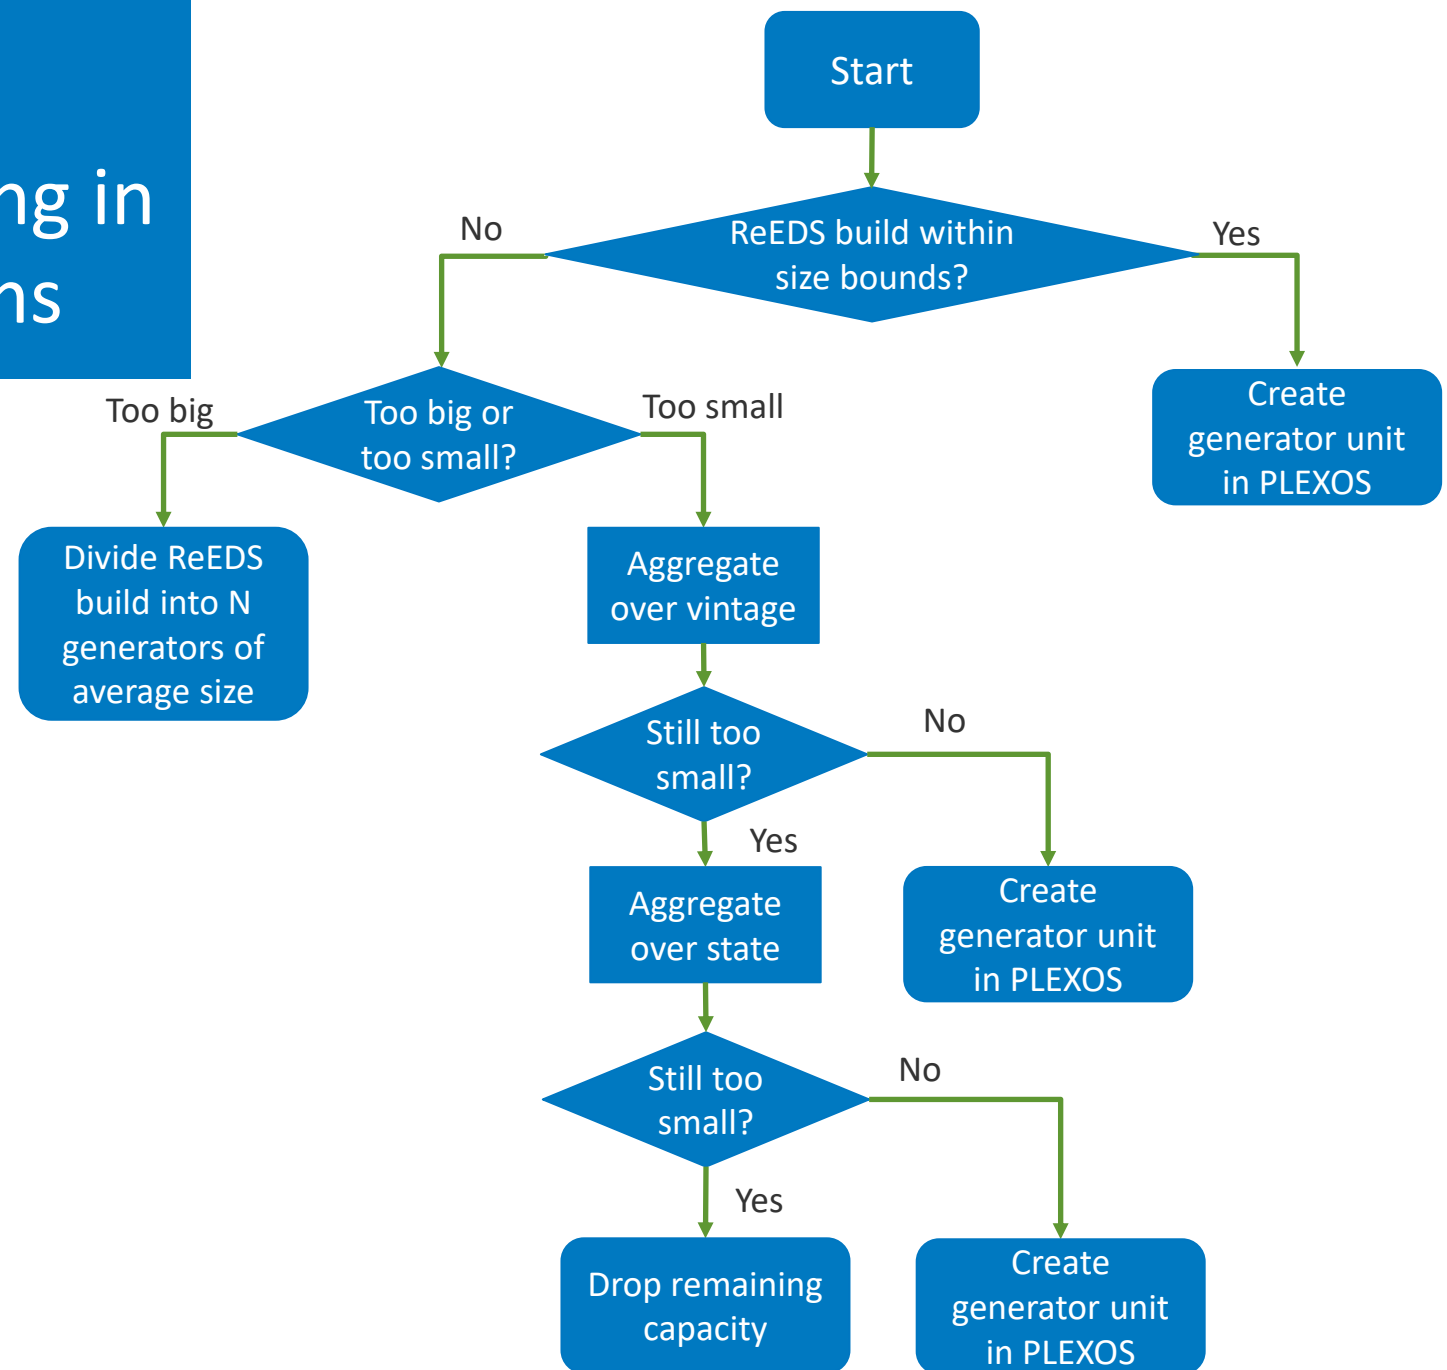 Start
ng in
ns
No
ReEDS build within
size bounds?
Yes
Too big
Too big or
too small?
Too small
Create
generator unit
in PLEXOS
Divide ReEDS
build into N
generators of
average size
Aggregate
over vintage
Still too
small?
No
Yes
Aggregate
over state
Create
generator unit
in PLEXOS
Still too
small?
No
Yes
Drop remaining
capacity
Create
generator unit
in PLEXOS